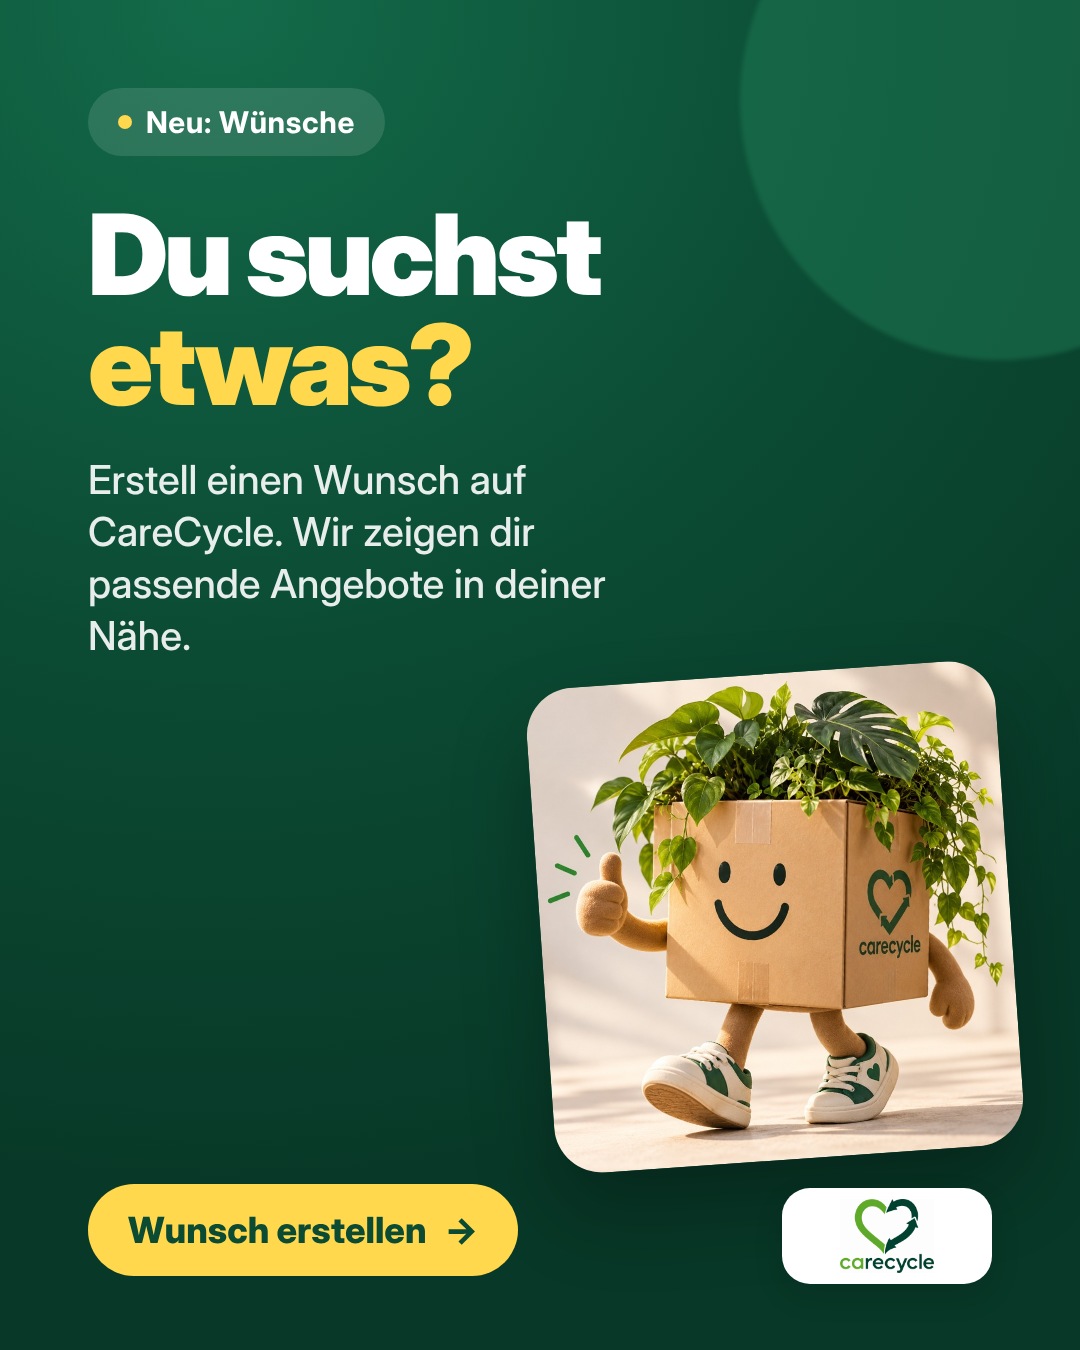 Neu: Wünsche
Du suchst
etwas?
Erstell einen Wunsch auf
CareCycle. Wir zeigen dir
passende Angebote in deiner
Nähe.
carecycle
Wunsch erstellen →
carecycle